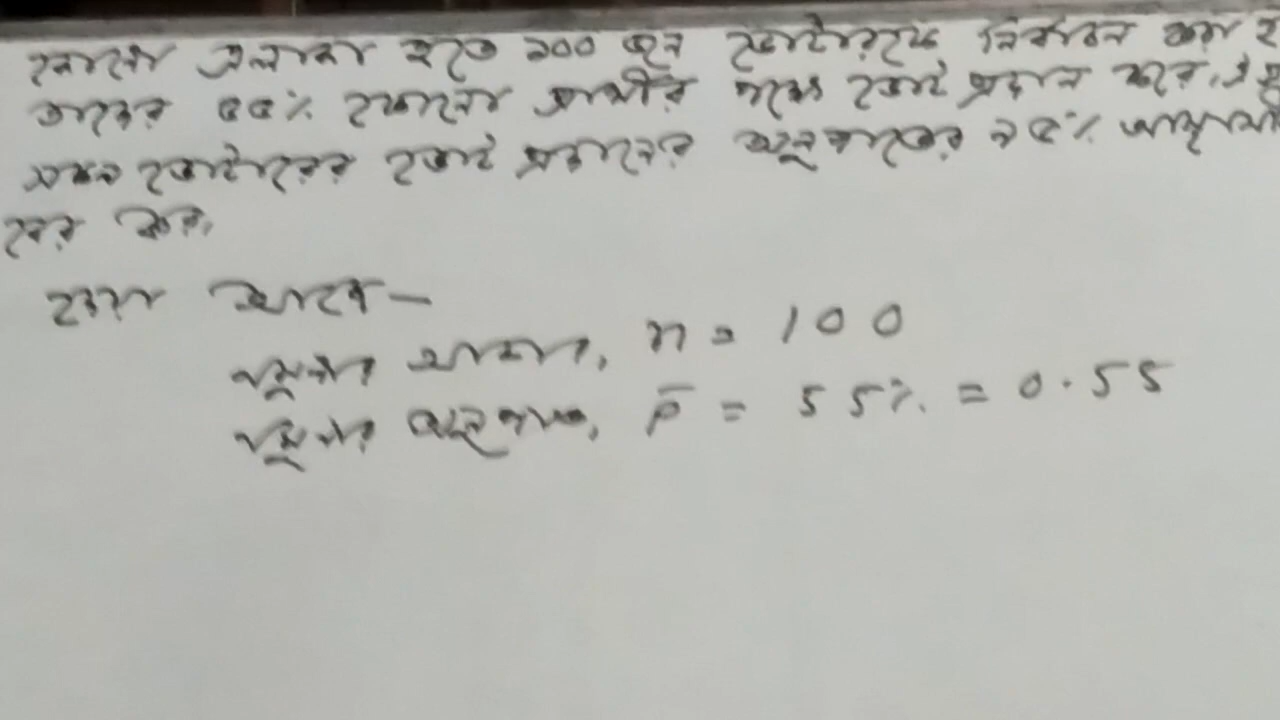 কোনো এলাকা হতে ১০০ জন ভোটারকে নির্বাচন করা হ
তাদের ৫৫% কোনো প্রার্থীর পক্ষে ভোট প্রদান করে। ঐ
সকল ভোটারের ভোট প্রদানের অনুপাতের ৯৫% আস্থা
বের কর।
দেয়া আছে—
নমুনা আকার, n = 100
নমুনার অনুপাত, p̄ = 55% = 0.55